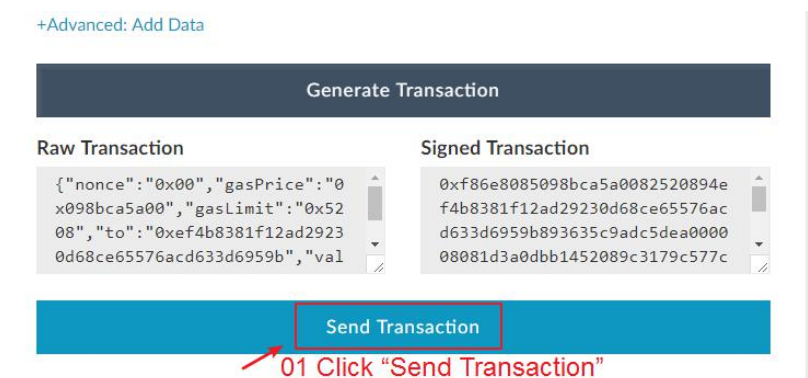 +Advanced: Add Data
Generate Transaction
Raw Transaction
{"nonce":"0x00","gasPrice":"0
x098bca5a00","gasLimit":"0x52
08","to":"0xef4b8381f12ad2923
0d68ce65576acd633d6959b","val
Signed Transaction
0xf86e8085098bca5a0082520894e
f4b8381f12ad29230d68ce65576ac
d633d6959b893635c9adc5dea0000
08081d3a0dbb1452089c3179c577c
Send Transaction
01 Click “Send Transaction”